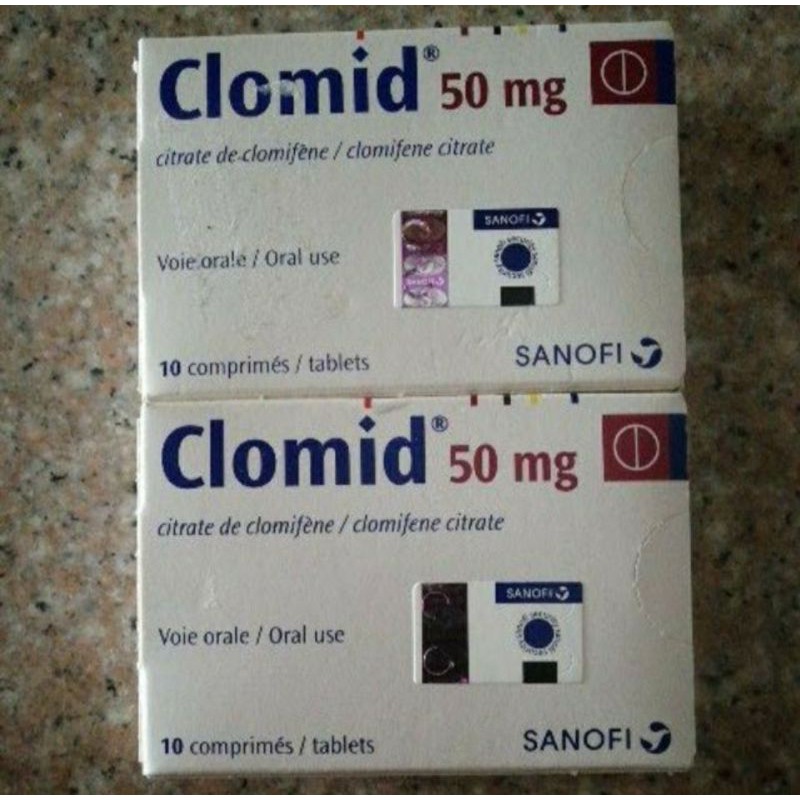 Clomid® 50 mg
citrate de clomifène / clomifene citrate
SANOFI
Voie orale / Oral use
10 comprimés / tablets
SANOFI
Clomid® 50 mg
citrate de clomifène / clomifene citrate
SANOFI
Voie orale / Oral use
10 comprimés / tablets
SANOFI